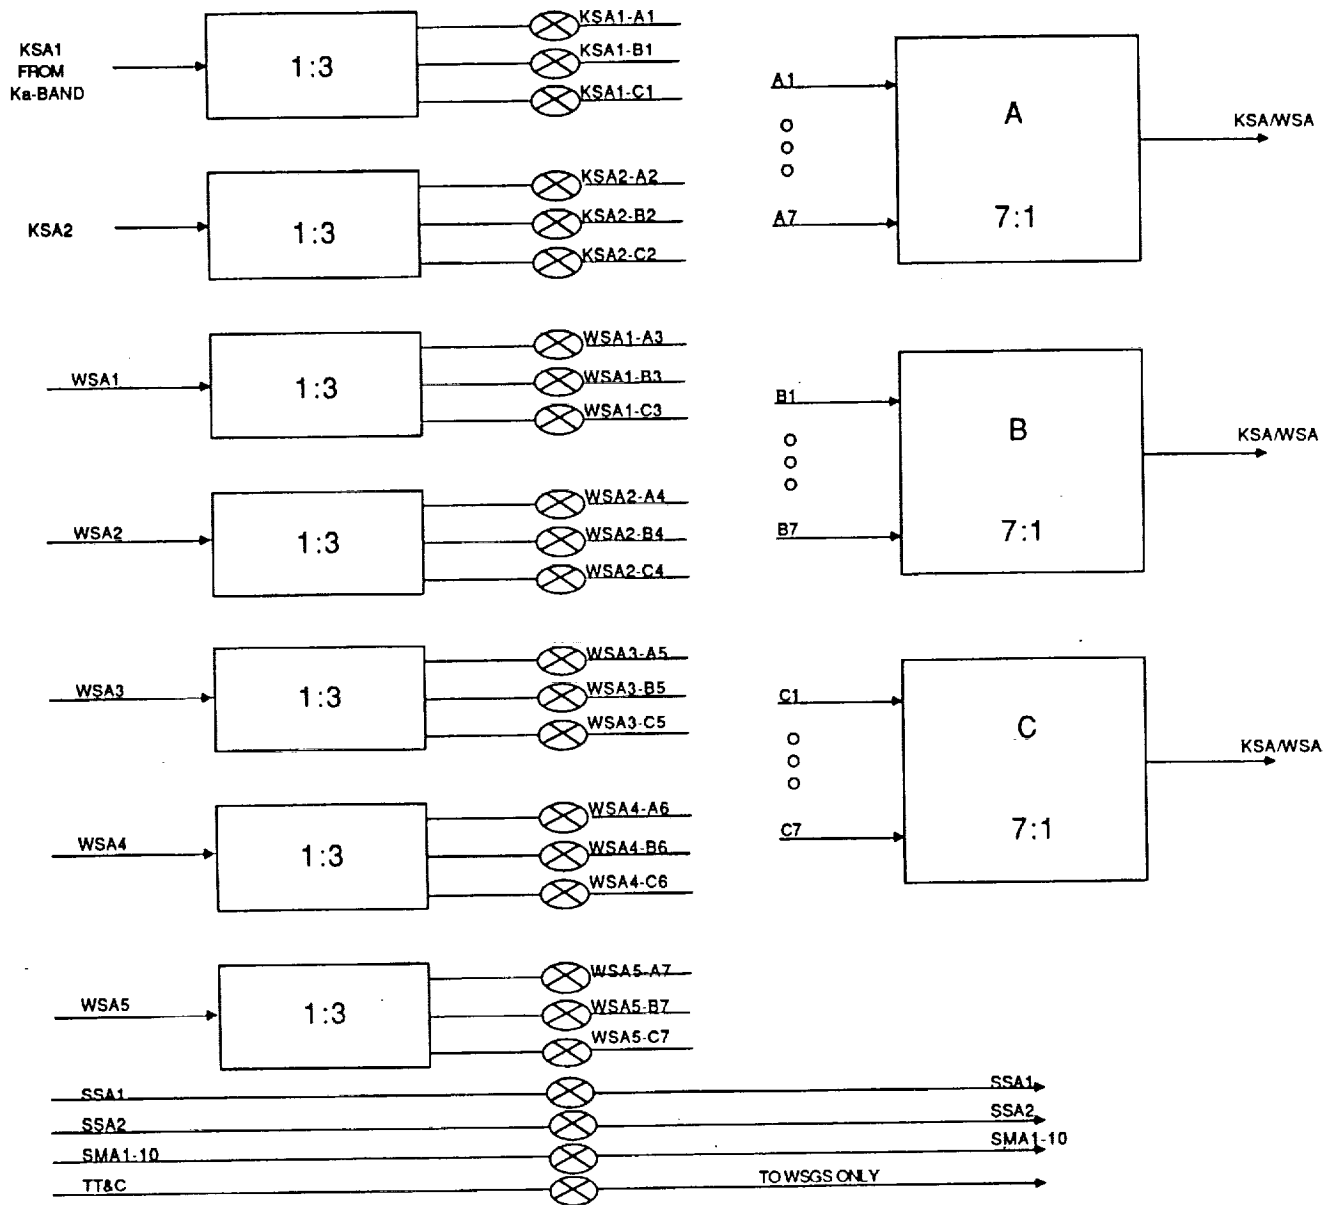 KSA1
FROM
Ka-BAND
1:3
KSA1-A1
KSA1-B1
KSA1-C1
KSA2
1:3
KSA2-A2
KSA2-B2
KSA2-C2
WSA1
1:3
WSA1-A3
WSA1-B3
WSA1-C3
WSA2
1:3
WSA2-A4
WSA2-B4
WSA2-C4
WSA3
1:3
WSA3-A5
WSA3-B5
WSA3-C5
WSA4
1:3
WSA4-A6
WSA4-B6
WSA4-C6
WSA5
1:3
WSA5-A7
WSA5-B7
WSA5-C7
A1
A7
A
7:1
KSA/WSA
B1
B7
B
7:1
KSA/WSA
C1
C7
C
7:1
KSA/WSA
SSA1
SSA1
SSA2
SSA2
SMA1-10
SMA1-10
TT&C
TO WSGS ONLY